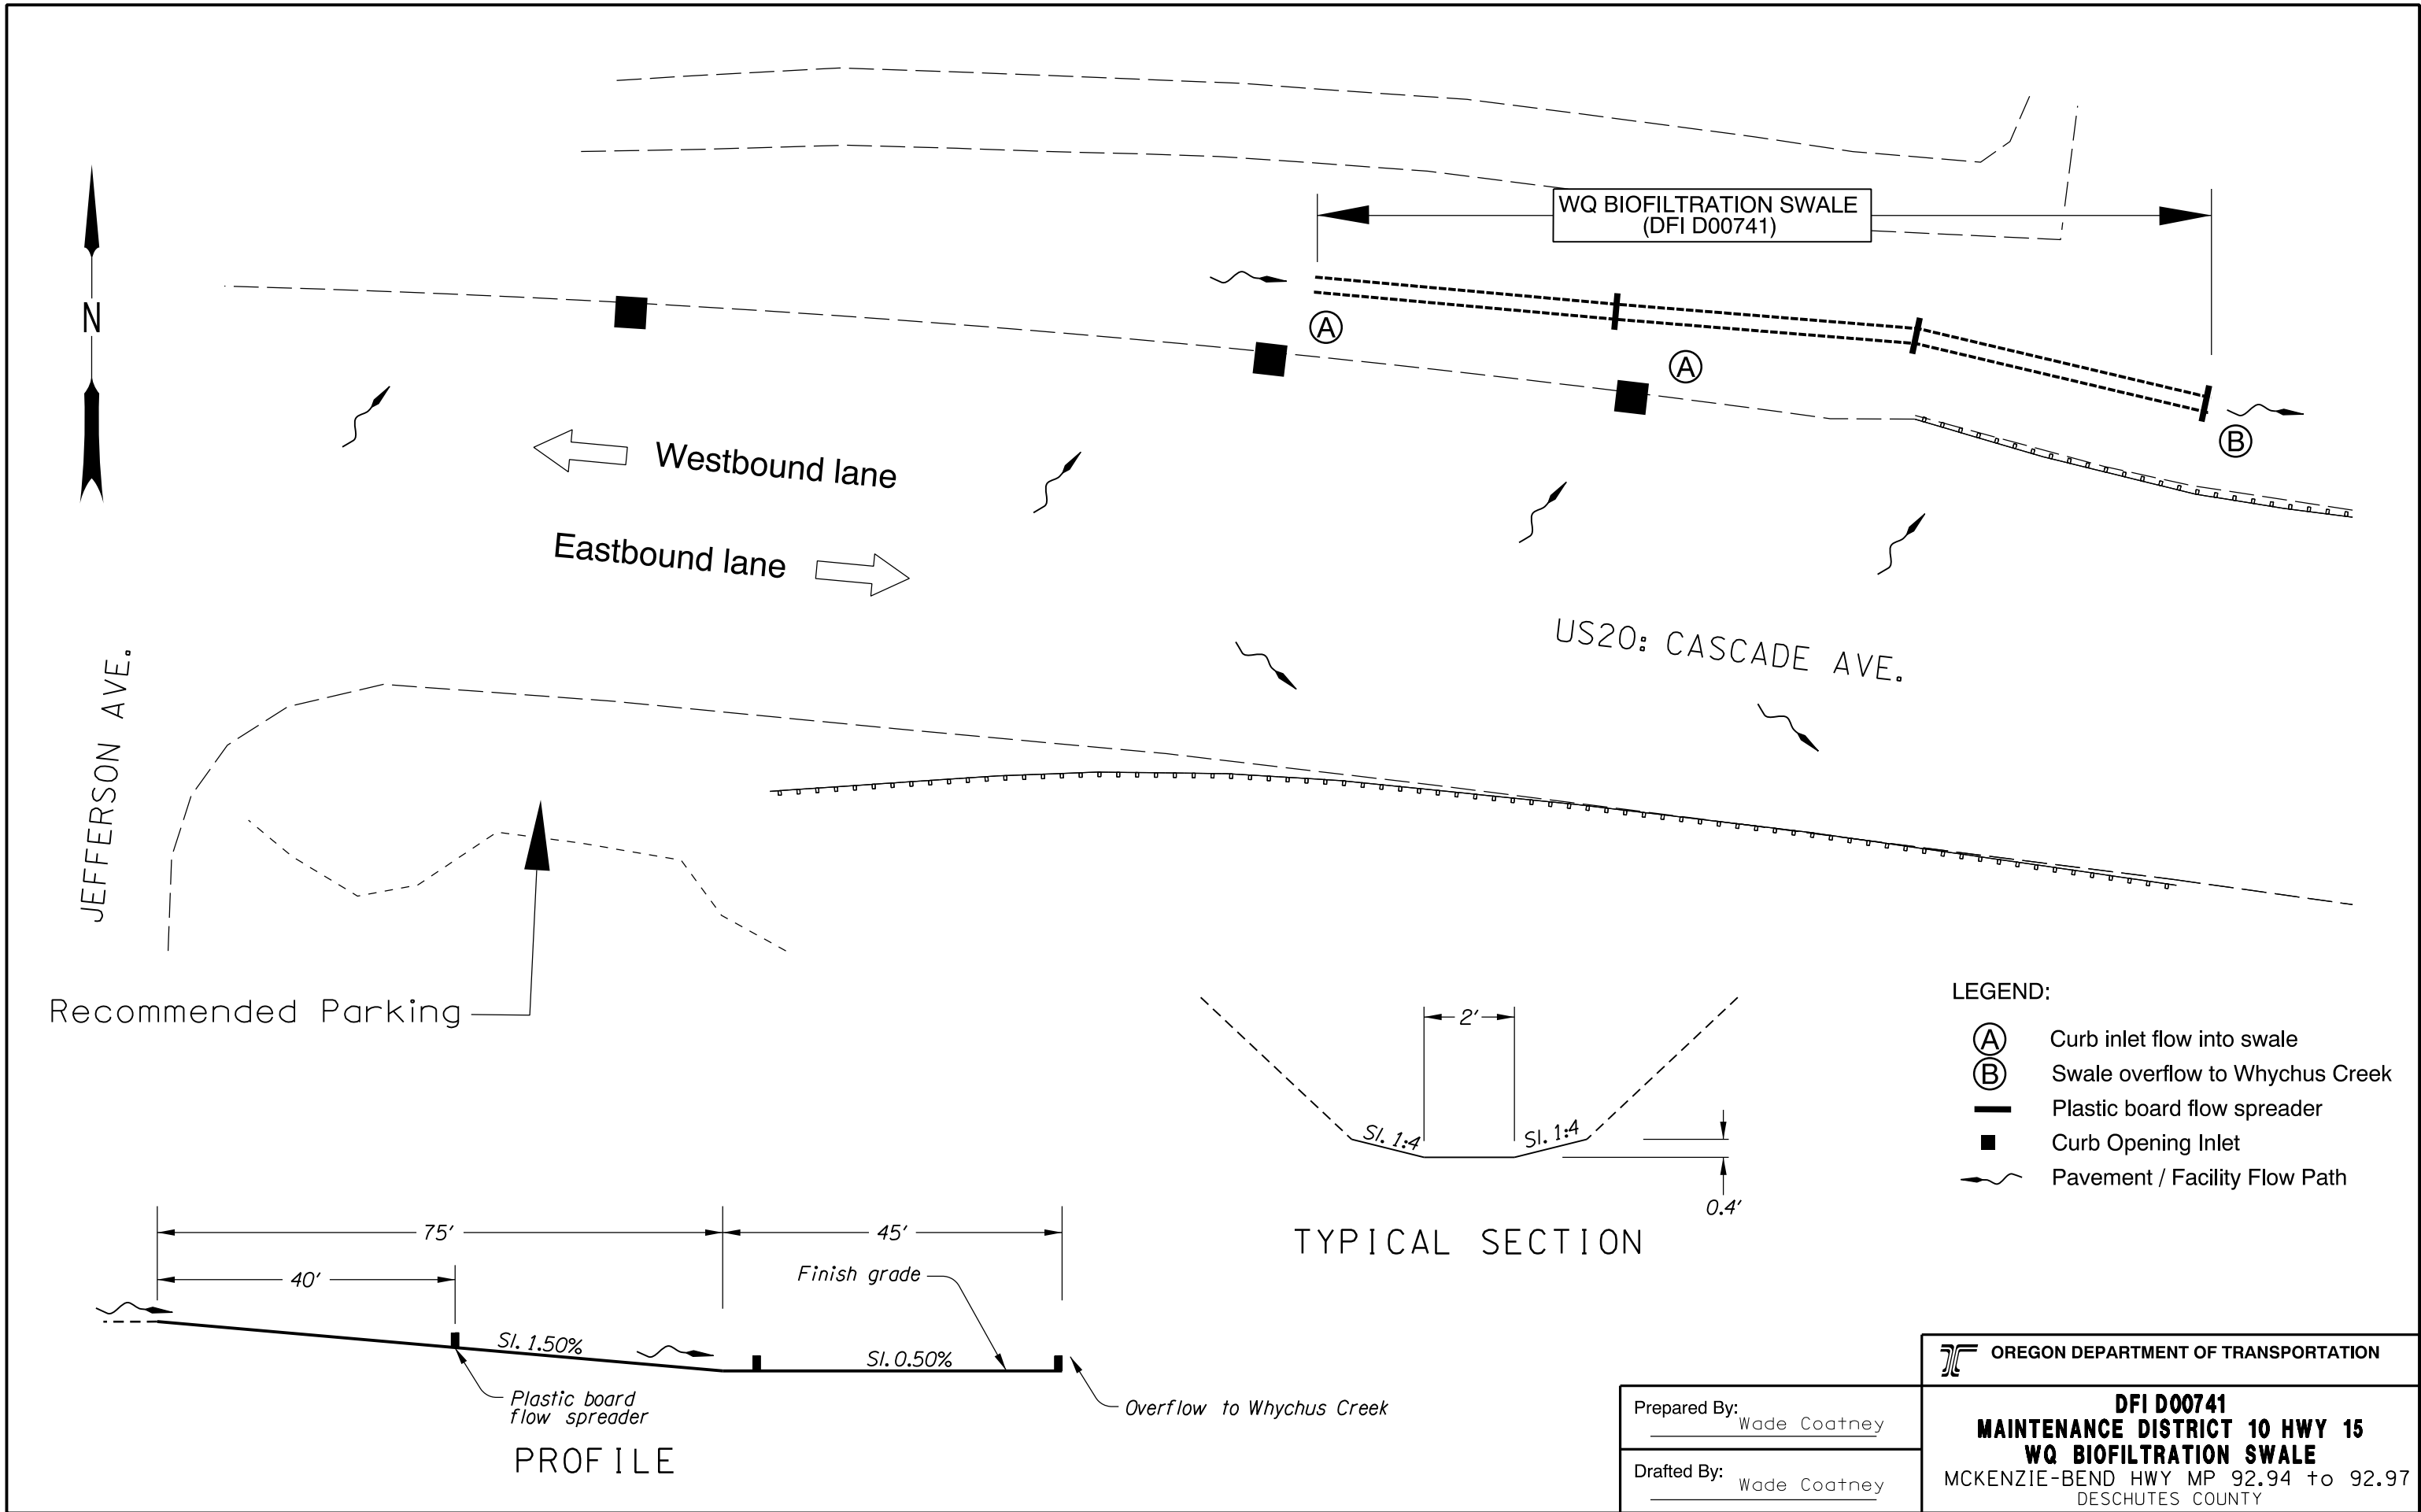 WQ BIOFILTRATION SWALE
(DFI D00741)
N
A
A
B
Westbound lane
Eastbound lane
US20: CASCADE AVE.
JEFFERSON AVE.
Recommended Parking
2'
Sl. 1:4
Sl. 1:4
0.4'
TYPICAL SECTION
LEGEND:
A Curb inlet flow into swale
B Swale overflow to Whychus Creek
Plastic board flow spreader
Curb Opening Inlet
Pavement / Facility Flow Path
75'
45'
40'
Finish grade
Sl. 1.50%
Sl. 0.50%
Plastic board
flow spreader
Overflow to Whychus Creek
PROFILE
OREGON DEPARTMENT OF TRANSPORTATION
Prepared By: Wade Coatney
Drafted By: Wade Coatney
DFI D00741
MAINTENANCE DISTRICT 10 HWY 15
WQ BIOFILTRATION SWALE
MCKENZIE-BEND HWY MP 92.94 to 92.97
DESCHUTES COUNTY